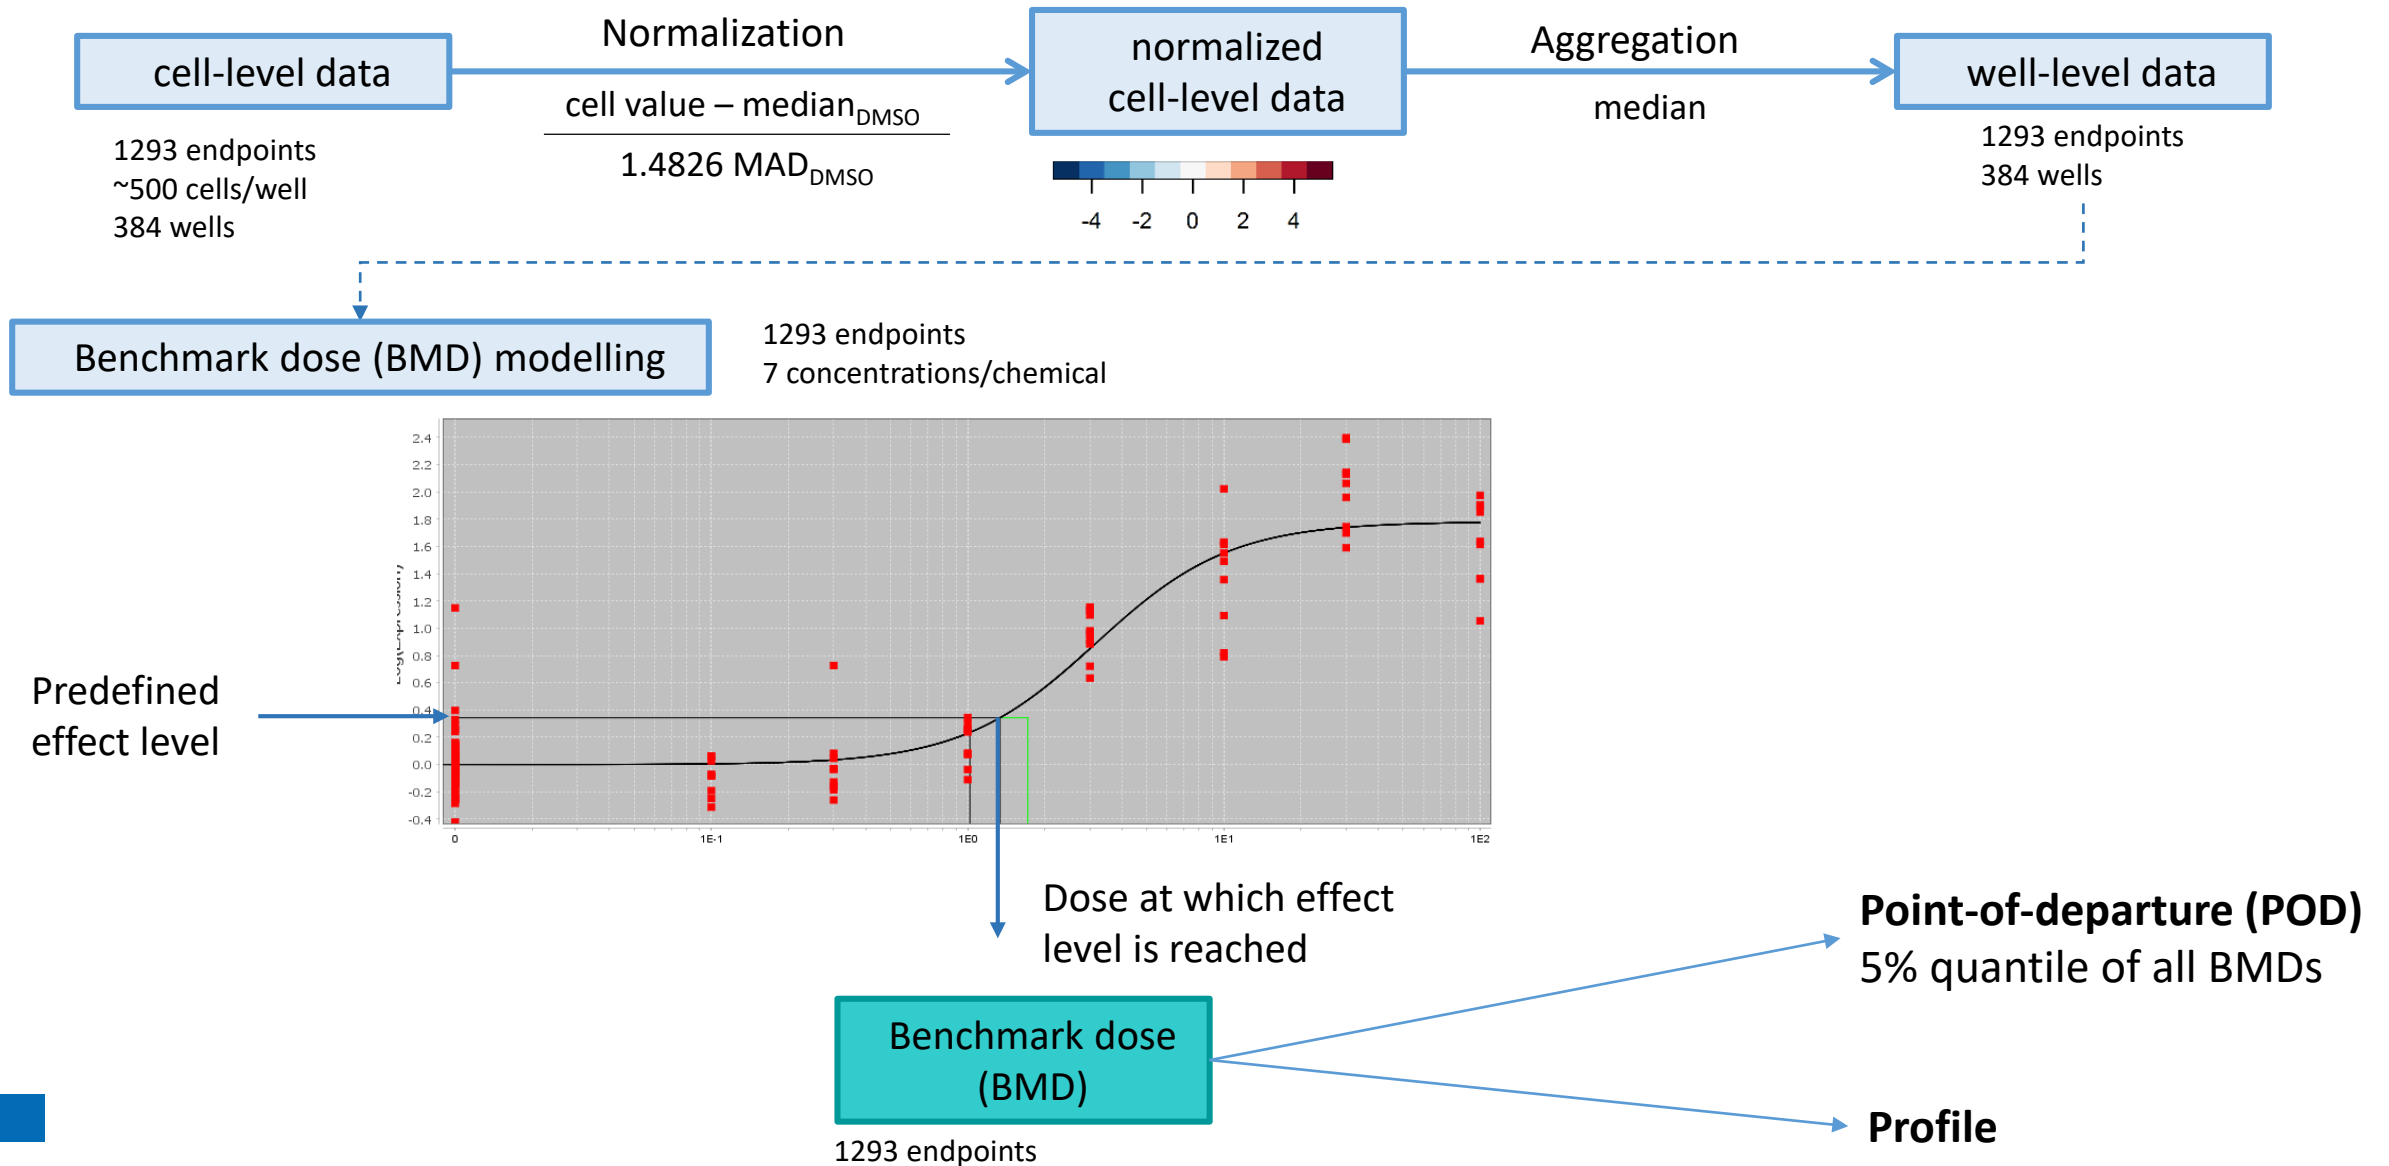 cell-level data
Normalization
cell value – medianDMSO
1.4826 MADDMSO
normalized
cell-level data
Aggregation
median
well-level data
1293 endpoints
~500 cells/well
384 wells
-4 -2 0 2 4
1293 endpoints
384 wells
Benchmark dose (BMD) modelling
1293 endpoints
7 concentrations/chemical
2.4
2.2
2.0
1.8
1.6
1.4
1.2
1.0
0.8
0.6
0.4
0.2
0.0
-0.2
-0.4
0 1E-1 1E0 1E1 1E2
Predefined
effect level
Dose at which effect
level is reached
Benchmark dose
(BMD)
1293 endpoints
Point-of-departure (POD)
5% quantile of all BMDs
Profile